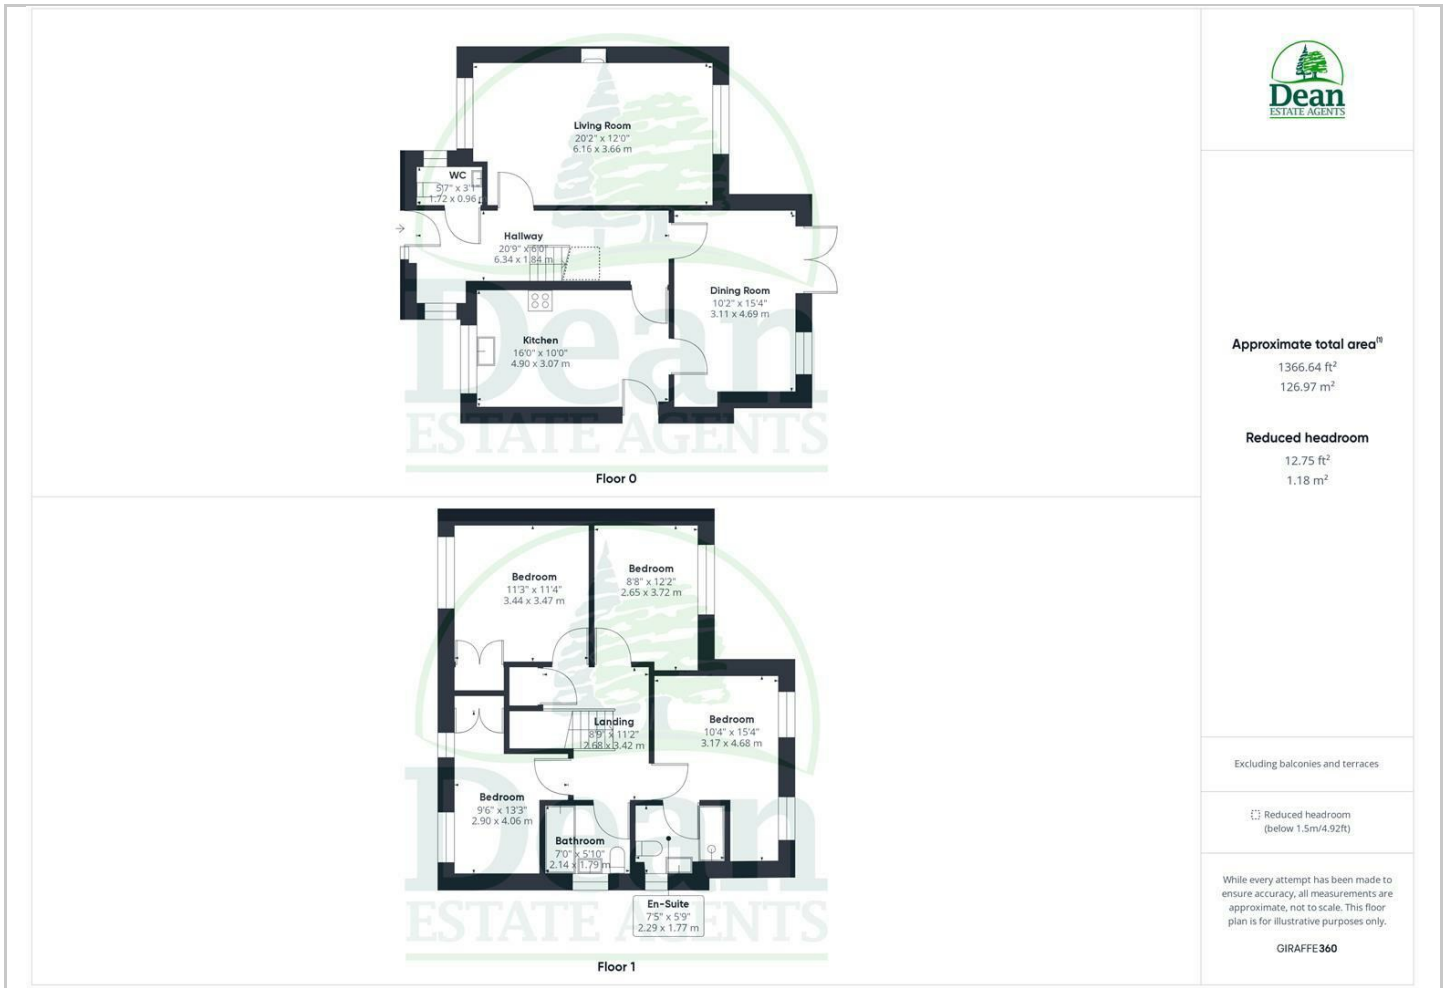 Living Room
20'2" x 12'0"
6.16 x 3.66 m
WC
5'7" x 3'1"
1.72 x 0.96 m
Hallway
20'9" x 6'0"
6.34 x 1.84 m
Dining Room
10'2" x 15'4"
3.11 x 4.69 m
Kitchen
16'0" x 10'0"
4.90 x 3.07 m
Dean
ESTATE AGENTS
Floor 0
Bedroom
11'3" x 11'4"
3.44 x 3.47 m
Bedroom
8'8" x 12'2"
2.65 x 3.72 m
Landing
8'9" x 11'2"
2.68 x 3.42 m
Bedroom
10'4" x 15'4"
3.17 x 4.68 m
Bedroom
9'6" x 13'3"
2.90 x 4.06 m
Bathroom
7'0" x 5'10"
2.14 x 1.79 m
En-Suite
7'5" x 5'9"
2.29 x 1.77 m
Dean
ESTATE AGENTS
Floor 1
Dean
ESTATE AGENTS
Approximate total area⁽¹⁾
1366.64 ft²
126.97 m²
Reduced headroom
12.75 ft²
1.18 m²
Excluding balconies and terraces
Reduced headroom
(below 1.5m/4.92ft)
While every attempt has been made to
ensure accuracy, all measurements are
approximate, not to scale. This floor
plan is for illustrative purposes only.
GIRAFFE360